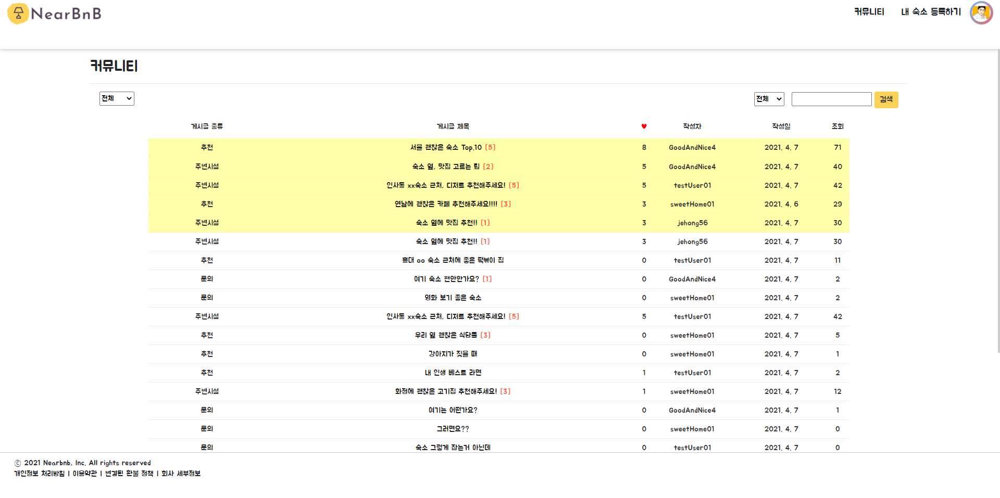 NearBnB
커뮤니티 내 숙소 등록하기
커뮤니티
전체 전체 검색
게시글 종류 게시글 제목 ♥ 작성자 작성일 조회
추천 서울 괜찮은 숙소 Top.10 [5] 8 GoodAndNice4 2021. 4. 7 71
주변시설 숙소 옆, 맛집 고르는 팁 [2] 5 GoodAndNice4 2021. 4. 7 40
주변시설 인사동 xx숙소 근처, 디저트 추천해주세요! [5] 5 testUser01 2021. 4. 7 42
추천 연남에 괜찮은 카페 추천해주세요!!!! [3] 3 sweetHome01 2021. 4. 6 29
주변시설 숙소 옆에 맛집 추천!! [1] 3 jehong56 2021. 4. 7 30
주변시설 숙소 옆에 맛집 추천!! [1] 3 jehong56 2021. 4. 7 30
추천 홍대 oo 숙소 근처에 좋은 떡볶이 집 0 testUser01 2021. 4. 7 11
문의 여기 숙소 편안한가요? [1] 0 GoodAndNice4 2021. 4. 7 2
문의 영화 보기 좋은 숙소 0 sweetHome01 2021. 4. 7 2
주변시설 인사동 xx숙소 근처, 디저트 추천해주세요! [5] 5 testUser01 2021. 4. 7 42
추천 우리 옆 괜찮은 식당들 [3] 0 sweetHome01 2021. 4. 7 5
추천 강아지가 짖을 때 0 sweetHome01 2021. 4. 7 1
추천 내 인생 베스트 라면 1 testUser01 2021. 4. 7 2
주변시설 화정에 괜찮은 고기집 추천해주세요! [3] 1 sweetHome01 2021. 4. 7 12
문의 여기는 어떤가요? 0 GoodAndNice4 2021. 4. 7 1
문의 그러면요?? 0 sweetHome01 2021. 4. 7 0
문의 숙소 그렇게 잡는거 아닌데 0 testUser01 2021. 4. 7 0
ⓒ 2021 Nearbnb, Inc. All rights reserved
개인정보 처리방침 | 이용약관 | 변경된 환불 정책 | 회사 세부정보